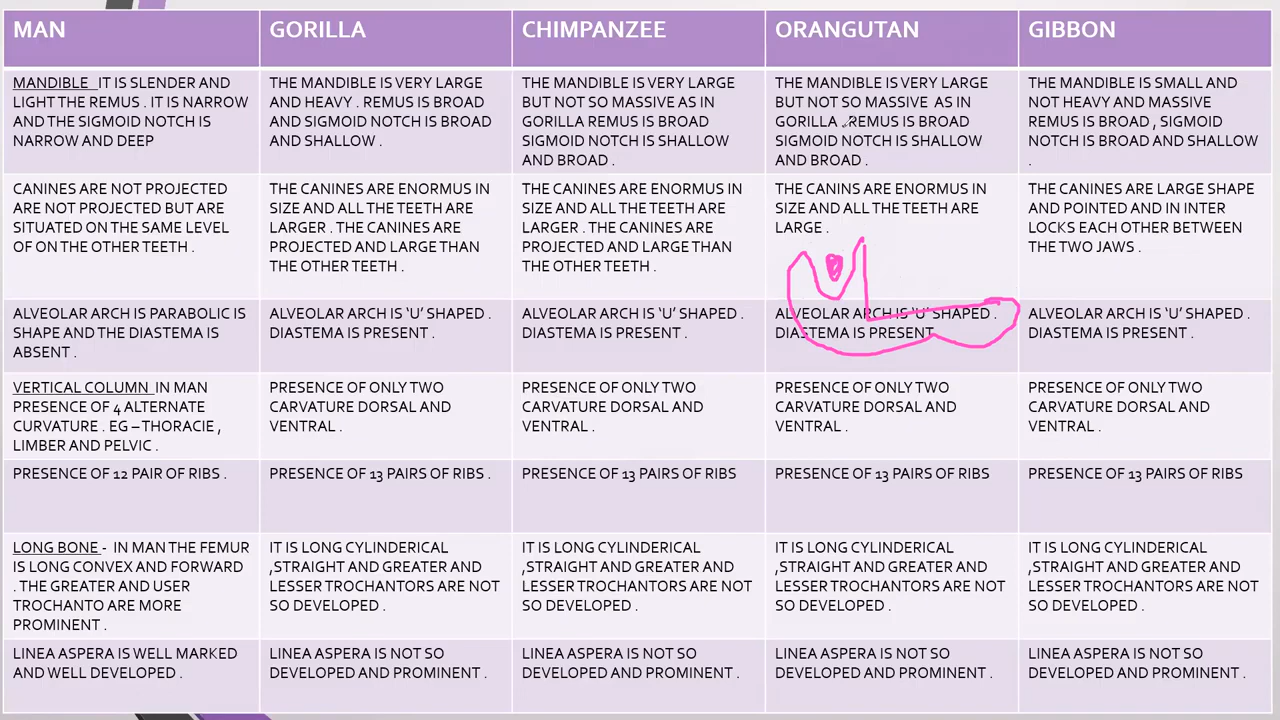 MAN
GORILLA
CHIMPANZEE
ORANGUTAN
GIBBON
MANDIBLE IT IS SLENDER AND
LIGHT THE REMUS . IT IS NARROW
AND THE SIGMOID NOTCH IS
NARROW AND DEEP
THE MANDIBLE IS VERY LARGE
AND HEAVY . REMUS IS BROAD
AND SIGMOID NOTCH IS BROAD
AND SHALLOW .
THE MANDIBLE IS VERY LARGE
BUT NOT SO MASSIVE AS IN
GORILLA REMUS IS BROAD
SIGMOID NOTCH IS SHALLOW
AND BROAD .
THE MANDIBLE IS VERY LARGE
BUT NOT SO MASSIVE AS IN
GORILLA .REMUS IS BROAD
SIGMOID NOTCH IS SHALLOW
AND BROAD .
THE MANDIBLE IS SMALL AND
NOT HEAVY AND MASSIVE
REMUS IS BROAD , SIGMOID
NOTCH IS BROAD AND SHALLOW
.
CANINES ARE NOT PROJECTED
ARE NOT PROJECTED BUT ARE
SITUATED ON THE SAME LEVEL
OF ON THE OTHER TEETH .
THE CANINES ARE ENORMUS IN
SIZE AND ALL THE TEETH ARE
LARGER . THE CANINES ARE
PROJECTED AND LARGE THAN
THE OTHER TEETH .
THE CANINES ARE ENORMUS IN
SIZE AND ALL THE TEETH ARE
LARGER . THE CANINES ARE
PROJECTED AND LARGE THAN
THE OTHER TEETH .
THE CANINS ARE ENORMUS IN
SIZE AND ALL THE TEETH ARE
LARGE .
THE CANINES ARE LARGE SHAPE
AND POINTED AND IN INTER
LOCKS EACH OTHER BETWEEN
THE TWO JAWS .
ALVEOLAR ARCH IS PARABOLIC IS
SHAPE AND THE DIASTEMA IS
ABSENT .
ALVEOLAR ARCH IS ‘U’ SHAPED .
DIASTEMA IS PRESENT .
ALVEOLAR ARCH IS ‘U’ SHAPED .
DIASTEMA IS PRESENT .
ALVEOLAR ARCH IS ‘U’ SHAPED .
DIASTEMA IS PRESENT
ALVEOLAR ARCH IS ‘U’ SHAPED .
DIASTEMA IS PRESENT .
VERTICAL COLUMN IN MAN
PRESENCE OF 4 ALTERNATE
CURVATURE . EG – THORACIE ,
LIMBER AND PELVIC .
PRESENCE OF ONLY TWO
CARVATURE DORSAL AND
VENTRAL .
PRESENCE OF ONLY TWO
CARVATURE DORSAL AND
VENTRAL .
PRESENCE OF ONLY TWO
CARVATURE DORSAL AND
VENTRAL .
PRESENCE OF ONLY TWO
CARVATURE DORSAL AND
VENTRAL .
PRESENCE OF 12 PAIR OF RIBS .
PRESENCE OF 13 PAIRS OF RIBS .
PRESENCE OF 13 PAIRS OF RIBS
PRESENCE OF 13 PAIRS OF RIBS
PRESENCE OF 13 PAIRS OF RIBS
LONG BONE - IN MAN THE FEMUR
IS LONG CONVEX AND FORWARD
. THE GREATER AND USER
TROCHANTO ARE MORE
PROMINENT .
IT IS LONG CYLINDERICAL
,STRAIGHT AND GREATER AND
LESSER TROCHANTORS ARE NOT
SO DEVELOPED .
IT IS LONG CYLINDERICAL
,STRAIGHT AND GREATER AND
LESSER TROCHANTORS ARE NOT
SO DEVELOPED .
IT IS LONG CYLINDERICAL
,STRAIGHT AND GREATER AND
LESSER TROCHANTORS ARE NOT
SO DEVELOPED .
IT IS LONG CYLINDERICAL
,STRAIGHT AND GREATER AND
LESSER TROCHANTORS ARE NOT
SO DEVELOPED .
LINEA ASPERA IS WELL MARKED
AND WELL DEVELOPED .
LINEA ASPERA IS NOT SO
DEVELOPED AND PROMINENT .
LINEA ASPERA IS NOT SO
DEVELOPED AND PROMINENT .
LINEA ASPERA IS NOT SO
DEVELOPED AND PROMINENT .
LINEA ASPERA IS NOT SO
DEVELOPED AND PROMINENT .